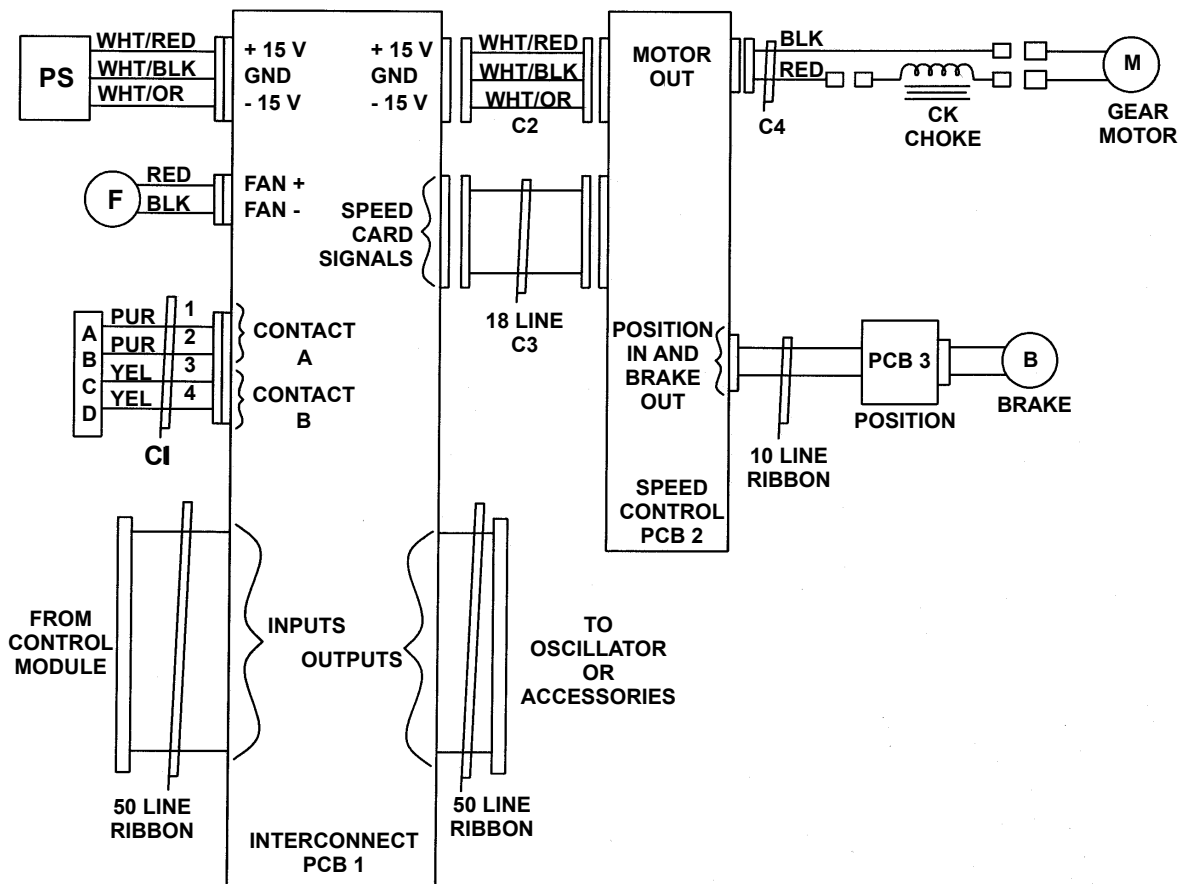 PS
WHT/RED
WHT/BLK
WHT/OR
+ 15 V
GND
- 15 V
+ 15 V
GND
- 15 V
WHT/RED
WHT/BLK
WHT/OR
C2
MOTOR
OUT
BLK
RED
C4
CK
CHOKE
M
GEAR
MOTOR
F
RED
BLK
FAN +
FAN -
SPEED
CARD
SIGNALS
18 LINE
C3
A
B
C
D
PUR
PUR
YEL
YEL
1
2
3
4
CI
CONTACT
A
CONTACT
B
POSITION
IN AND
BRAKE
OUT
10 LINE
RIBBON
PCB 3
POSITION
B
BRAKE
SPEED
CONTROL
PCB 2
FROM
CONTROL
MODULE
50 LINE
RIBBON
INPUTS
OUTPUTS
50 LINE
RIBBON
TO
OSCILLATOR
OR
ACCESSORIES
INTERCONNECT
PCB 1